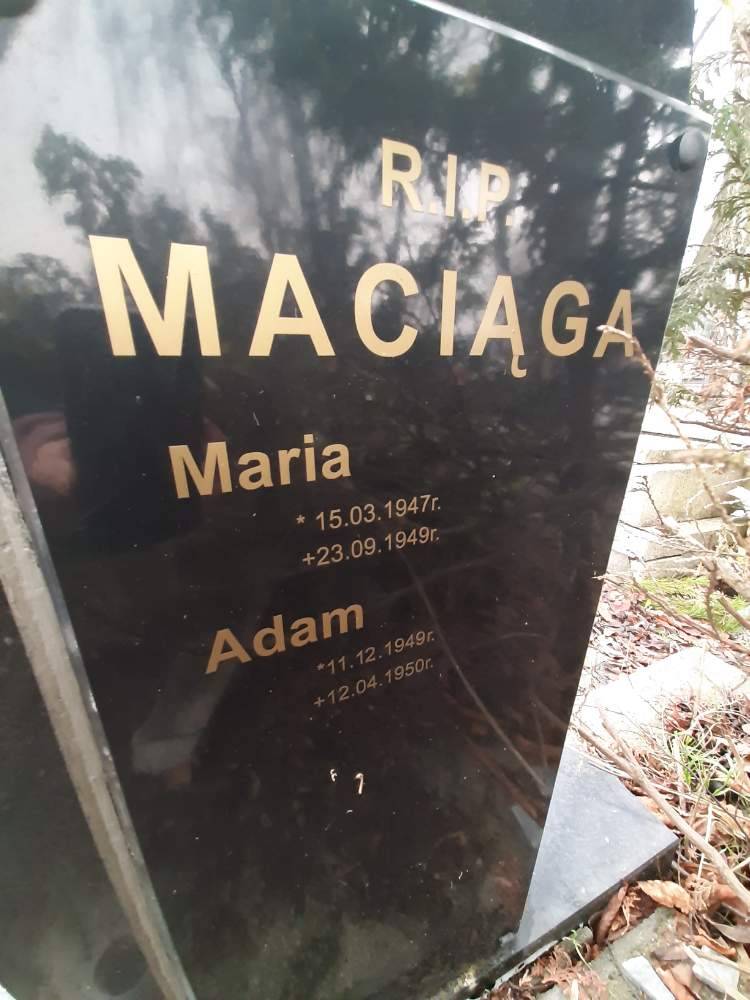 R.I.P.
MACIĄGA
Maria
* 15.03.1947r.
+23.09.1949r.
Adam
*11.12.1949r.
+12.04.1950r.